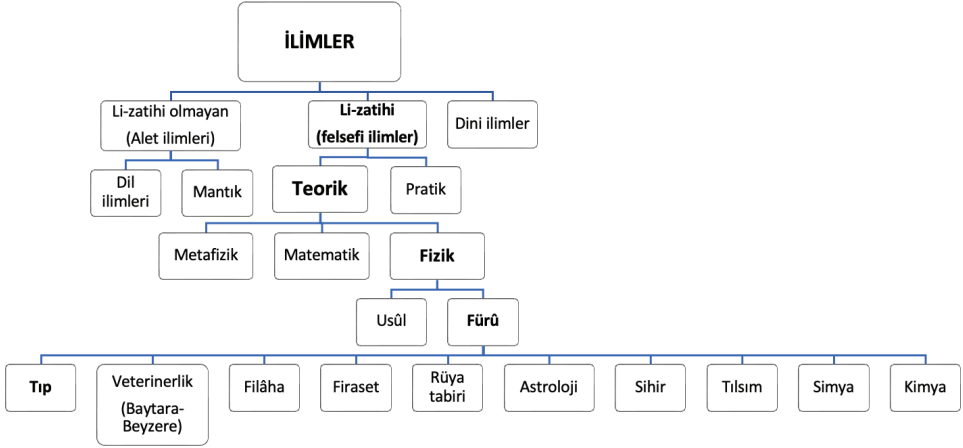 İLİMLER
Li-zatihi olmayan
(Alet ilimleri)
Li-zatihi
(felsefi ilimler)
Dini ilimler
Dil
ilimleri
Mantık
Teorik
Pratik
Metafizik
Matematik
Fizik
Usûl
Fürû
Tıp
Veterinerlik
(Baytara-
Beyzere)
Filâha
Firaset
Rüya
tabiri
Astroloji
Sihir
Tılsım
Simya
Kimya